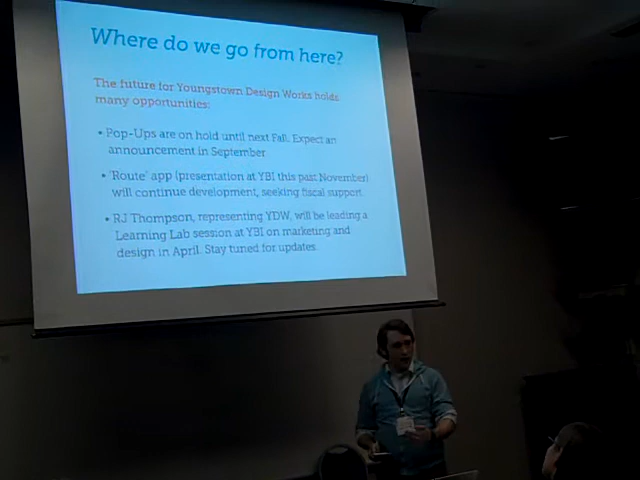 Where do we go from here?
The future for Youngstown Design Works holds
many opportunities:
• Pop-Ups are on hold until next Fall. Expect an
announcement in September.
• 'Route' app (presentation at YBI this past November)
will continue development, seeking fiscal support.
• RJ Thompson, representing YDW, will be leading a
Learning Lab session at YBI on marketing and
design in April. Stay tuned for updates.